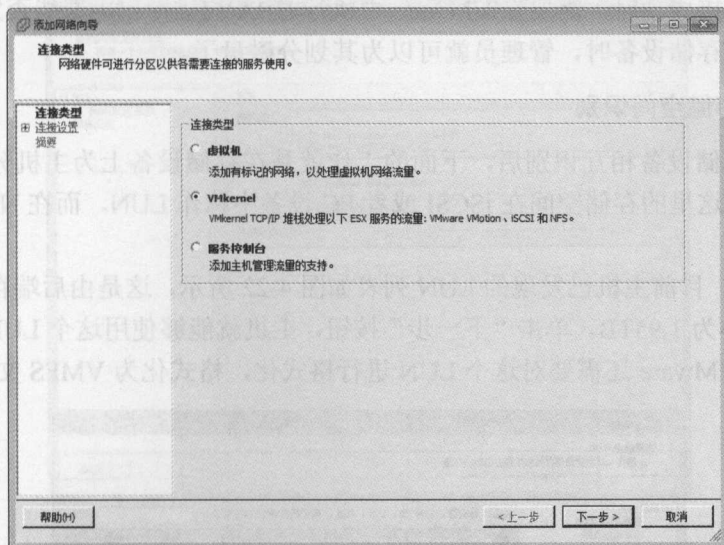 添加网络向导
连接类型
网络硬件可进行分区以供各需要连接的服务使用。
连接类型
连接设置
摘要
连接类型
虚拟机
添加有标记的网络，以处理虚拟机网络流量。
VMkernel
VMkernel TCP/IP 堆栈处理以下 ESX 服务的流量: VMware VMotion、iSCSI 和 NFS。
服务控制台
添加主机管理流量的支持。
帮助(H)
<上一步
下一步 >
取消